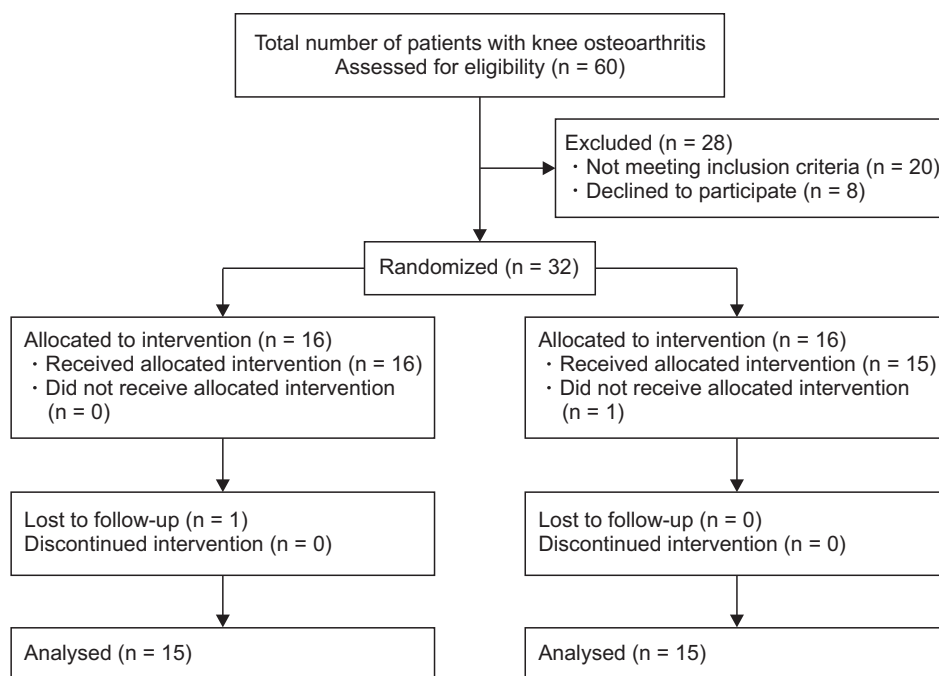 Total number of patients with knee osteoarthritis
Assessed for eligibility (n = 60)
Excluded (n = 28)
· Not meeting inclusion criteria (n = 20)
· Declined to participate (n = 8)
Randomized (n = 32)
Allocated to intervention (n = 16)
· Received allocated intervention (n = 16)
· Did not receive allocated intervention
(n = 0)
Allocated to intervention (n = 16)
· Received allocated intervention (n = 15)
· Did not receive allocated intervention
(n = 1)
Lost to follow-up (n = 1)
Discontinued intervention (n = 0)
Lost to follow-up (n = 0)
Discontinued intervention (n = 0)
Analysed (n = 15)
Analysed (n = 15)